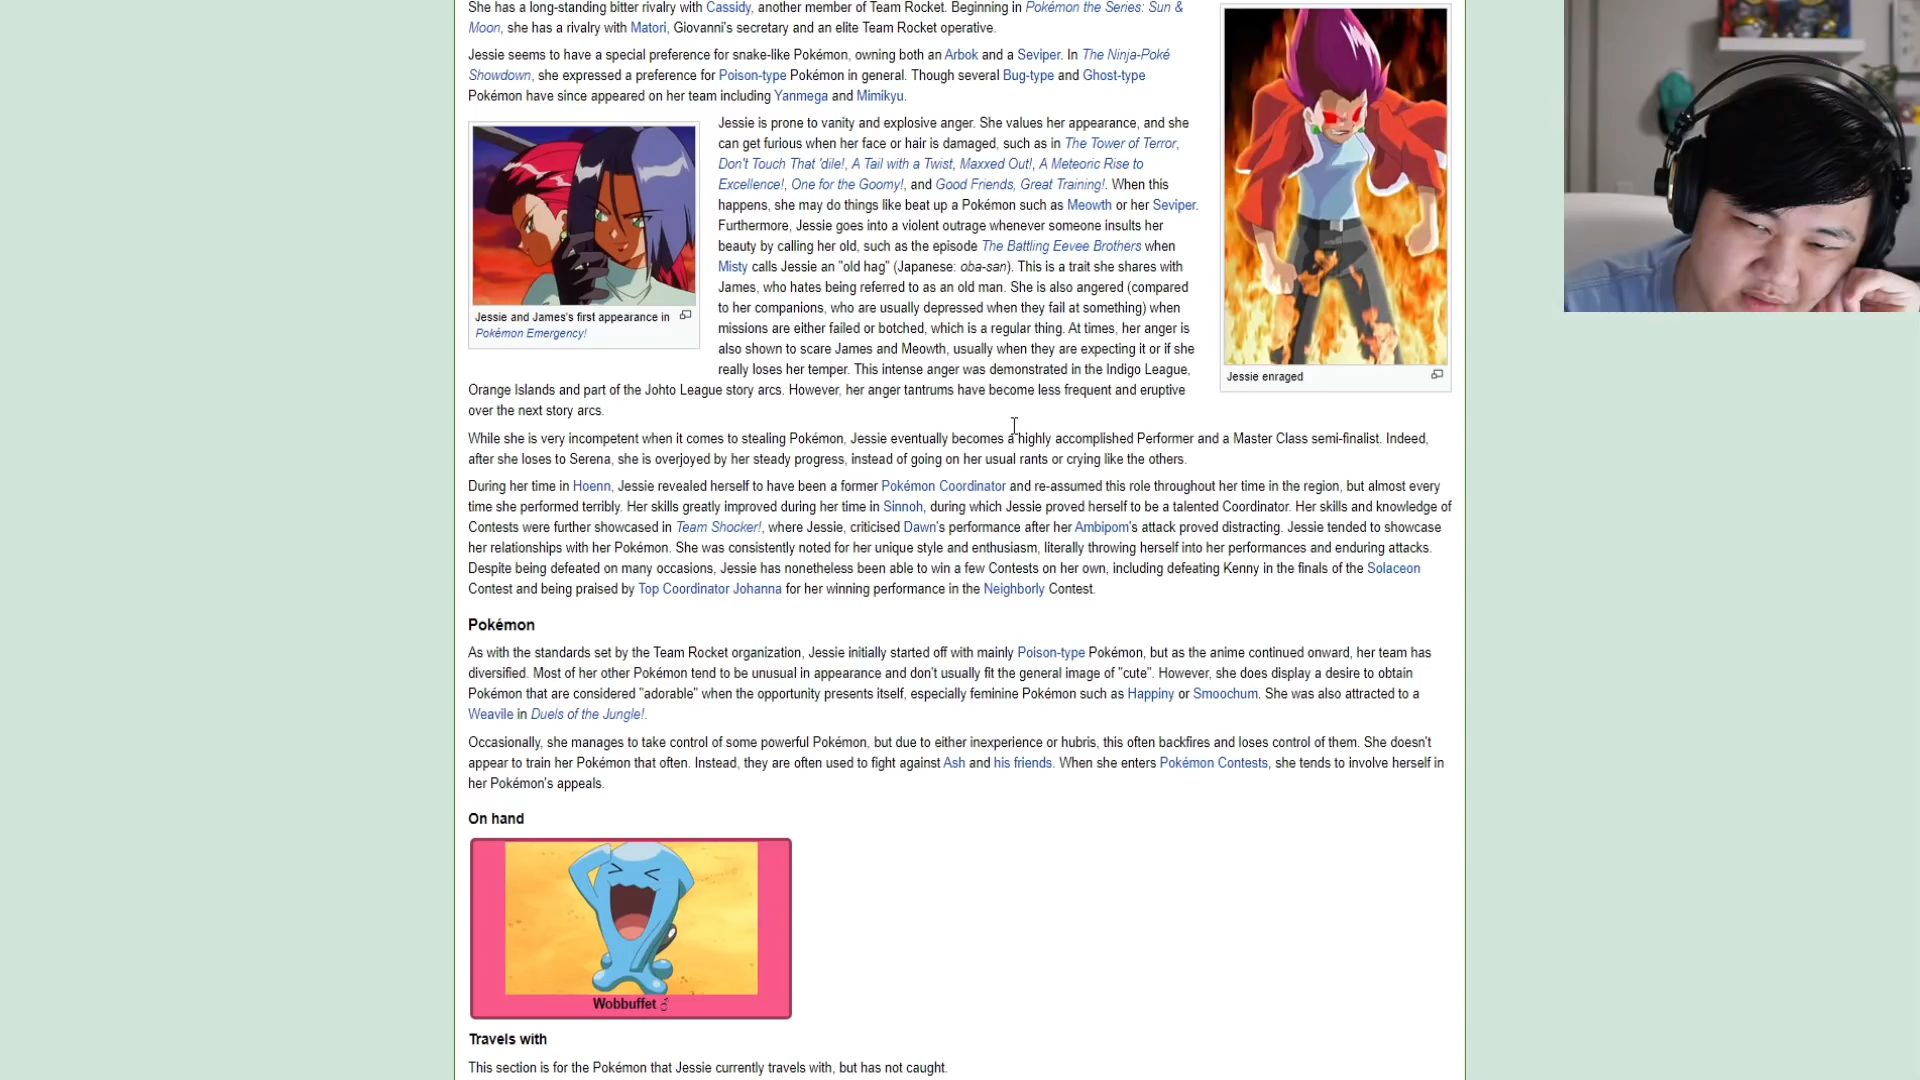 She has a long-standing bitter rivalry with Cassidy, another member of Team Rocket. Beginning in Pokémon the Series: Sun &
Moon, she has a rivalry with Matori, Giovanni's secretary and an elite Team Rocket operative.
Jessie seems to have a special preference for snake-like Pokémon, owning both an Arbok and a Seviper. In The Ninja-Poké
Showdown, she expressed a preference for Poison-type Pokémon in general. Though several Bug-type and Ghost-type
Pokémon have since appeared on her team including Yanmega and Mimikyu.
Jessie enraged
Jessie and James's first appearance in
Pokémon Emergency!
Jessie is prone to vanity and explosive anger. She values her appearance, and she
can get furious when her face or hair is damaged, such as in The Tower of Terror,
Don't Touch That 'dile!, A Tail with a Twist, Maxxed Out!, A Meteoric Rise to
Excellence!, One for the Goomy!, and Good Friends, Great Training!. When this
happens, she may do things like beat up a Pokémon such as Meowth or her Seviper.
Furthermore, Jessie goes into a violent outrage whenever someone insults her
beauty by calling her old, such as the episode The Battling Eevee Brothers when
Misty calls Jessie an "old hag" (Japanese: oba-san). This is a trait she shares with
James, who hates being referred to as an old man. She is also angered (compared
to her companions, who are usually depressed when they fail at something) when
missions are either failed or botched, which is a regular thing. At times, her anger is
also shown to scare James and Meowth, usually when they are expecting it or if she
really loses her temper. This intense anger was demonstrated in the Indigo League,
Orange Islands and part of the Johto League story arcs. However, her anger tantrums have become less frequent and eruptive
over the next story arcs.
While she is very incompetent when it comes to stealing Pokémon, Jessie eventually becomes a highly accomplished Performer and a Master Class semi-finalist. Indeed,
after she loses to Serena, she is overjoyed by her steady progress, instead of going on her usual rants or crying like the others.
During her time in Hoenn, Jessie revealed herself to have been a former Pokémon Coordinator and re-assumed this role throughout her time in the region, but almost every
time she performed terribly. Her skills greatly improved during her time in Sinnoh, during which Jessie proved herself to be a talented Coordinator. Her skills and knowledge of
Contests were further showcased in Team Shocker!, where Jessie, criticised Dawn's performance after her Ambipom's attack proved distracting. Jessie tended to showcase
her relationships with her Pokémon. She was consistently noted for her unique style and enthusiasm, literally throwing herself into her performances and enduring attacks.
Despite being defeated on many occasions, Jessie has nonetheless been able to win a few Contests on her own, including defeating Kenny in the finals of the Solaceon
Contest and being praised by Top Coordinator Johanna for her winning performance in the Neighborly Contest.
Pokémon
As with the standards set by the Team Rocket organization, Jessie initially started off with mainly Poison-type Pokémon, but as the anime continued onward, her team has
diversified. Most of her other Pokémon tend to be unusual in appearance and don't usually fit the general image of "cute". However, she does display a desire to obtain
Pokémon that are considered "adorable" when the opportunity presents itself, especially feminine Pokémon such as Happiny or Smoochum. She was also attracted to a
Weavile in Duels of the Jungle!.
Occasionally, she manages to take control of some powerful Pokémon, but due to either inexperience or hubris, this often backfires and loses control of them. She doesn't
appear to train her Pokémon that often. Instead, they are often used to fight against Ash and his friends. When she enters Pokémon Contests, she tends to involve herself in
her Pokémon's appeals.
On hand
Wobbuffet ♂
Travels with
This section is for the Pokémon that Jessie currently travels with, but has not caught.